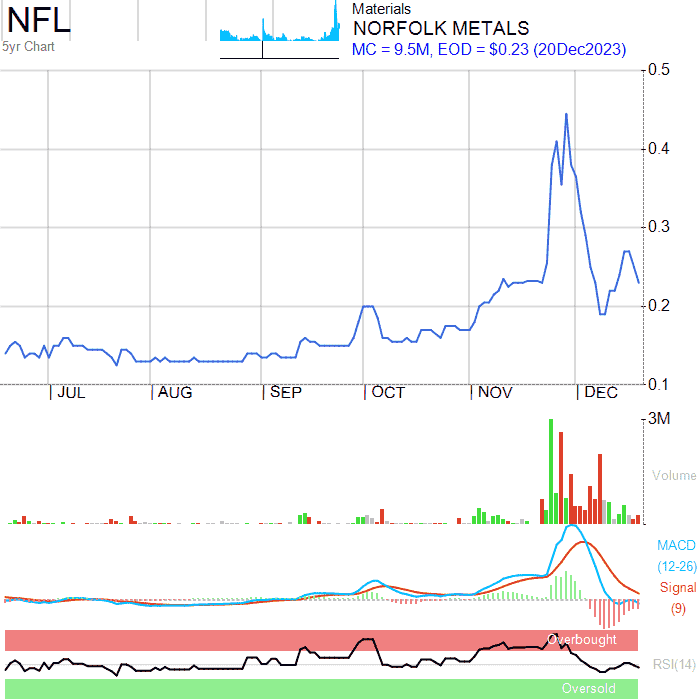 NFL
5yr Chart
Materials
NORFOLK METALS
MC = 9.5M, EOD = $0.23 (20Dec2023)
0.5
0.4
0.3
0.2
0.1
JUL AUG SEP OCT NOV DEC
3M
Volume
MACD
(12-26)
Signal
(9)
Overbought
RSI(14)
Oversold